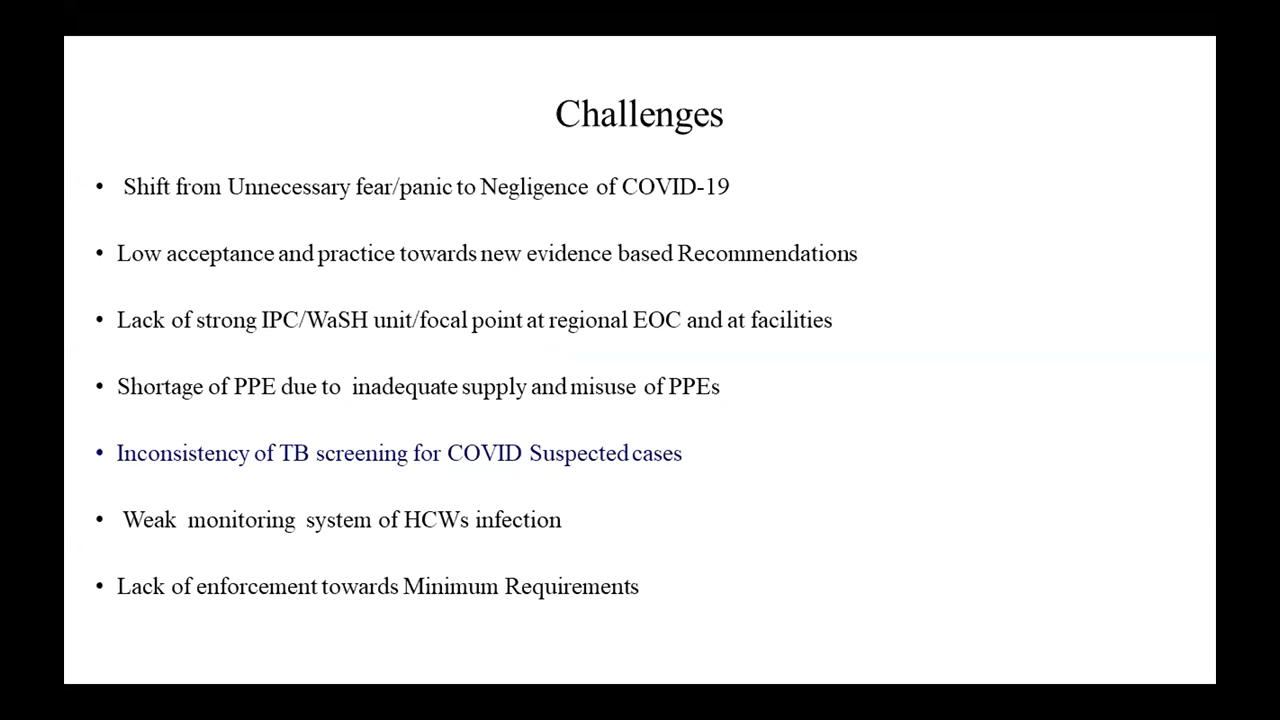 Challenges
• Shift from Unnecessary fear/panic to Negligence of COVID-19
• Low acceptance and practice towards new evidence based Recommendations
• Lack of strong IPC/WaSH unit/focal point at regional EOC and at facilities
• Shortage of PPE due to inadequate supply and misuse of PPEs
• Inconsistency of TB screening for COVID Suspected cases
• Weak monitoring system of HCWs infection
• Lack of enforcement towards Minimum Requirements